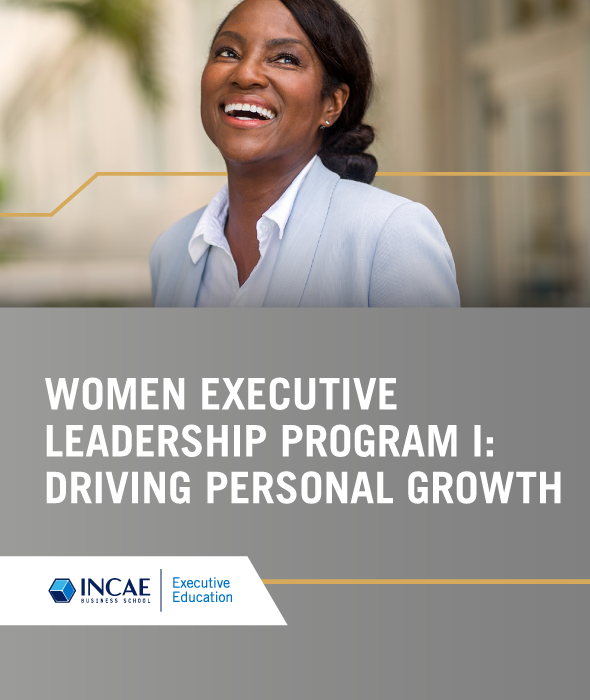 WOMEN EXECUTIVE
LEADERSHIP PROGRAM I:
DRIVING PERSONAL GROWTH
INCAE
BUSINESS SCHOOL
Executive
Education